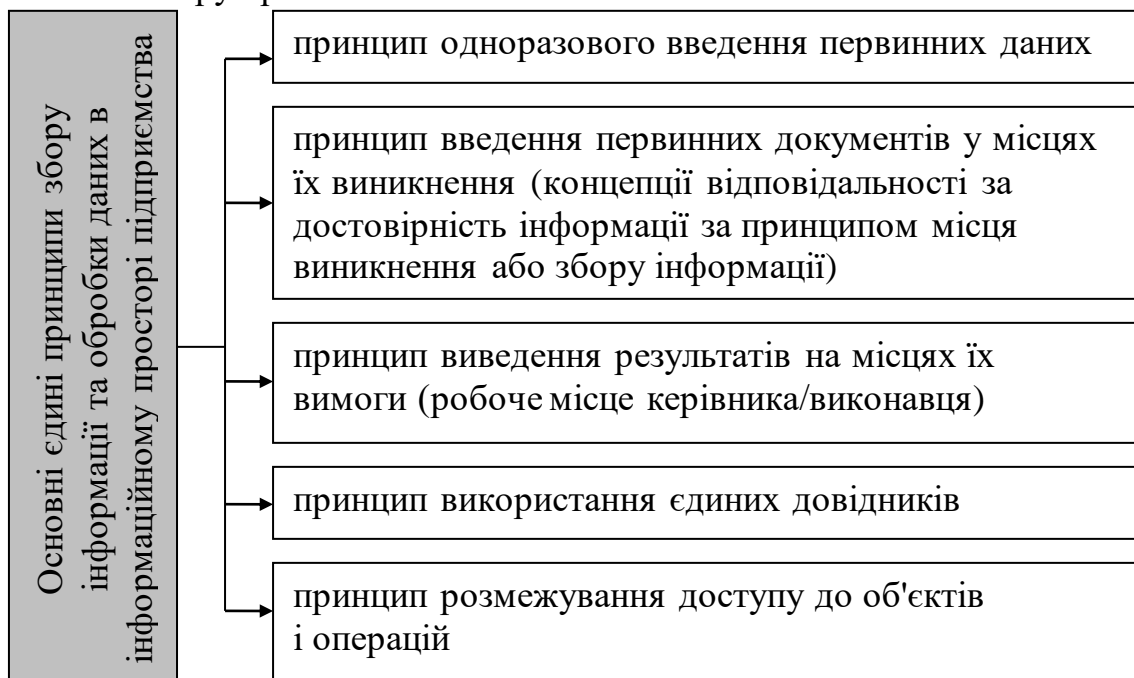 Основні єдині принципи збору
інформації та обробки даних в
інформаційному просторі підприємства
принцип одноразового введення первинних даних
принцип введення первинних документів у місцях
їх виникнення (концепції відповідальності за
достовірність інформації за принципом місця
виникнення або збору інформації)
принцип виведення результатів на місцях їх
вимоги (робоче місце керівника/виконавця)
принцип використання єдиних довідників
принцип розмежування доступу до об'єктів
і операцій